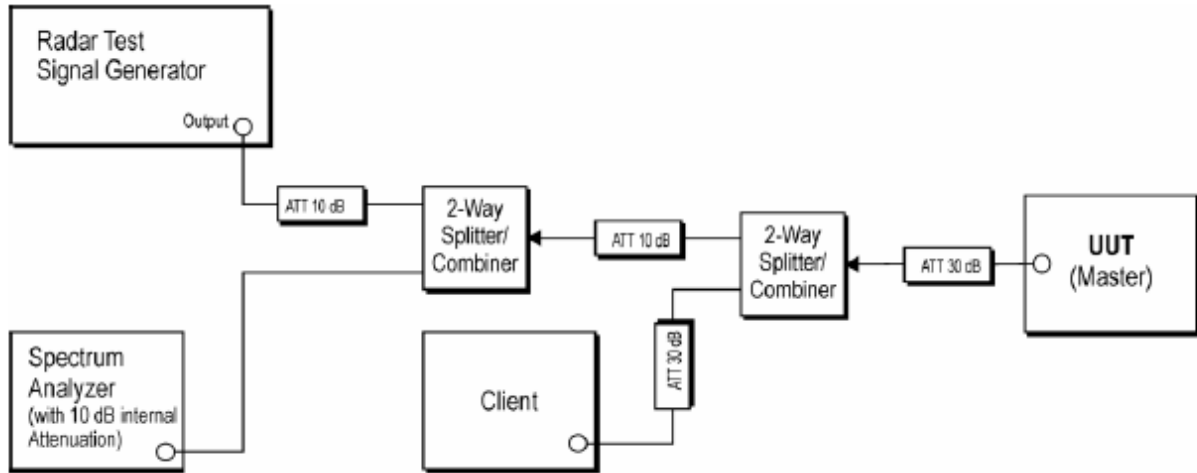 Radar Test
Signal Generator
Output
ATT 10 dB
2-Way
Splitter/
Combiner
ATT 10 dB
2-Way
Splitter/
Combiner
ATT 30 dB
UUT
(Master)
Spectrum
Analyzer
(with 10 dB internal
Attenuation)
Client
ATT 30 dB